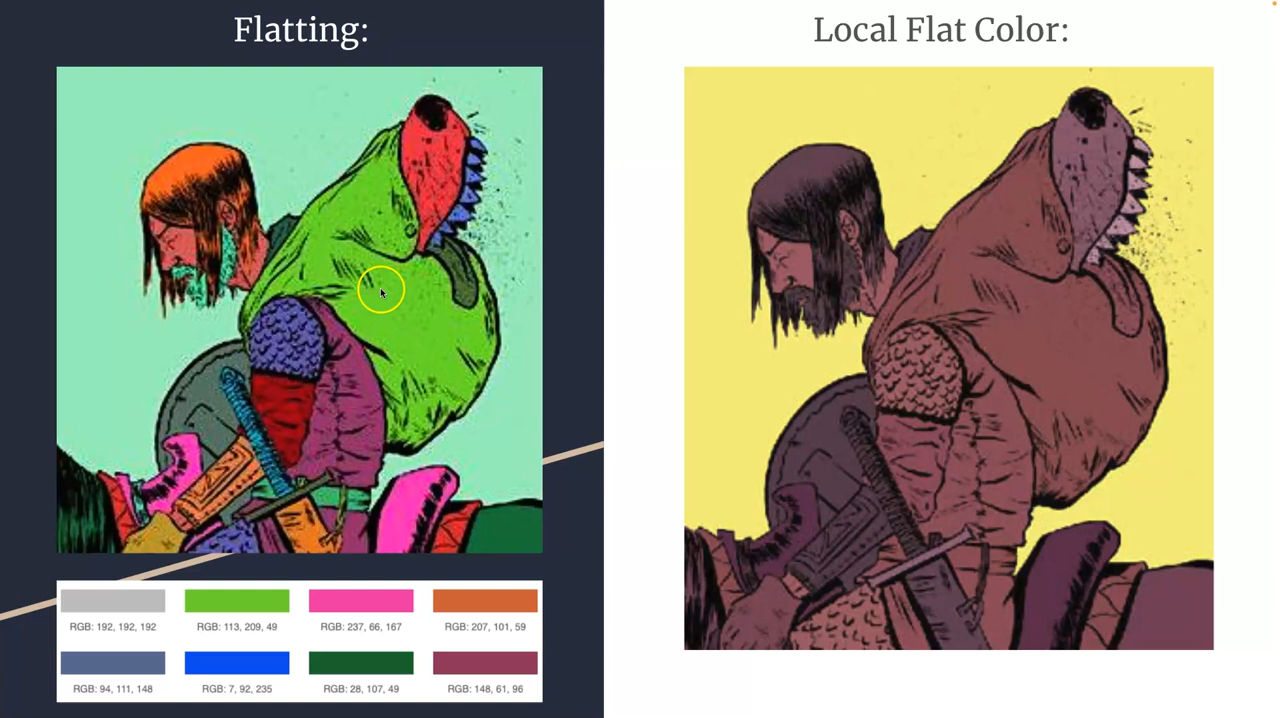 Flatting:
Local Flat Color:
RGB: 192, 192, 192
RGB: 113, 209, 49
RGB: 237, 66, 167
RGB: 207, 101, 59
RGB: 94, 111, 148
RGB: 7, 92, 235
RGB: 28, 107, 49
RGB: 148, 61, 96